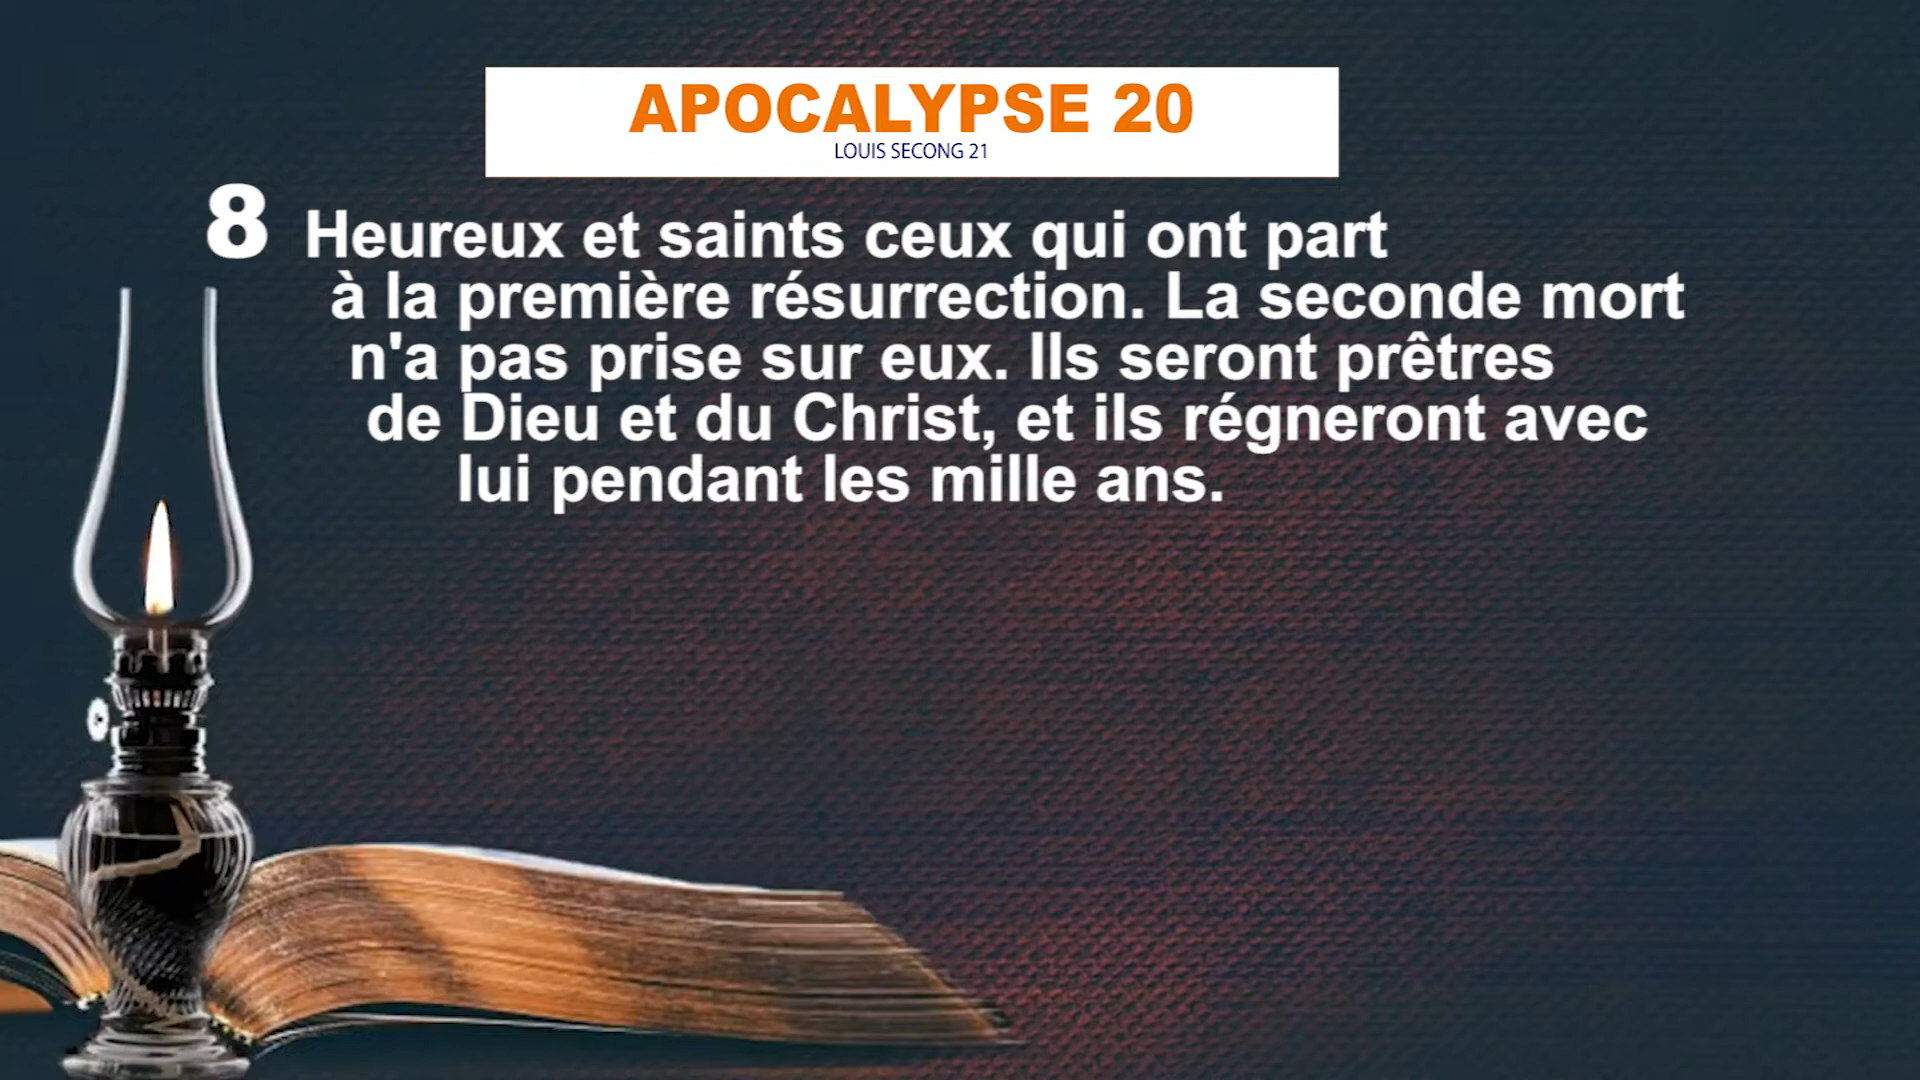 APOCALYPSE 20
LOUIS SECONG 21
8 Heureux et saints ceux qui ont part
à la première résurrection. La seconde mort
n'a pas prise sur eux. Ils seront prêtres
de Dieu et du Christ, et ils régneront avec
lui pendant les mille ans.